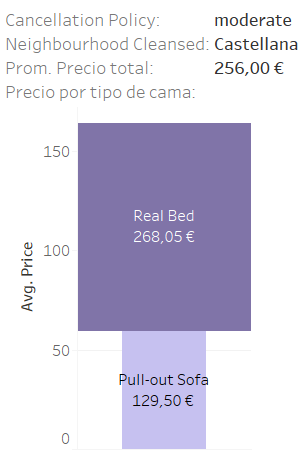 Cancellation Policy: moderate
Neighbourhood Cleansed: Castellana
Prom. Precio total: 256,00 €
Precio por tipo de cama:
150
Real Bed
268,05 €
100
Avg. Price
50
Pull-out Sofa
129,50 €
0